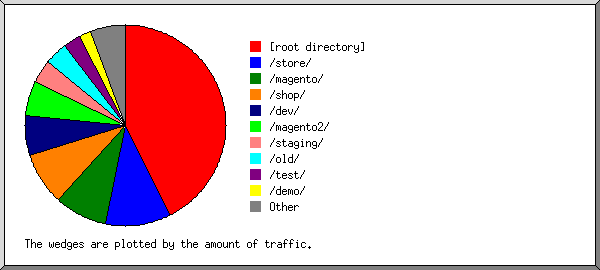 [root directory]
/store/
/magento/
/shop/
/dev/
/magento2/
/staging/
/old/
/test/
/demo/
Other
The wedges are plotted by the amount of traffic.